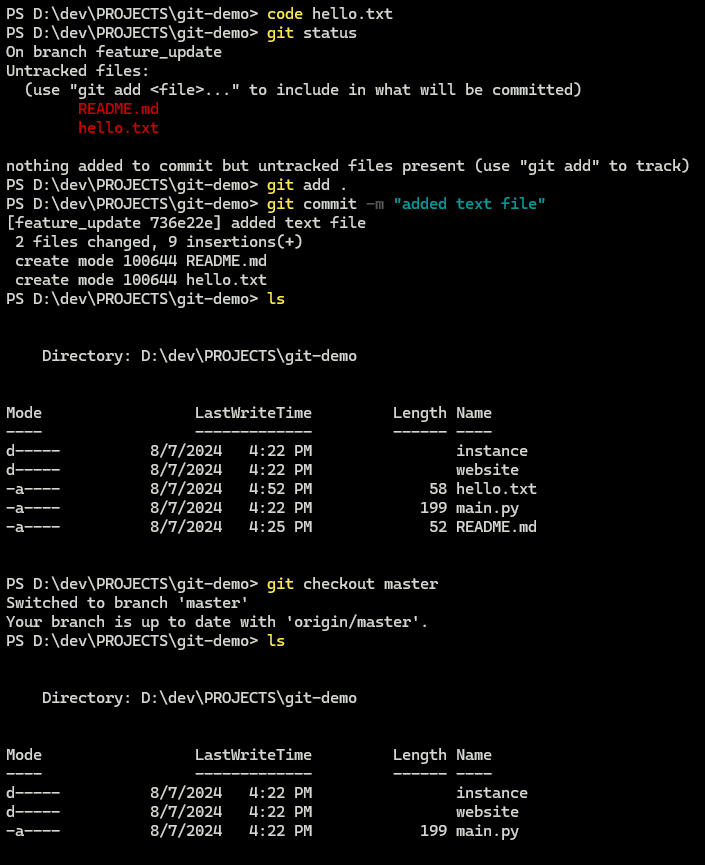 PS D:\dev\PROJECTS\git-demo> code hello.txt
PS D:\dev\PROJECTS\git-demo> git status
On branch feature_update
Untracked files:
  (use "git add <file>..." to include in what will be committed)
        README.md
        hello.txt

nothing added to commit but untracked files present (use "git add" to track)
PS D:\dev\PROJECTS\git-demo> git add .
PS D:\dev\PROJECTS\git-demo> git commit -m "added text file"
[feature_update 736e22e] added text file
 2 files changed, 9 insertions(+)
 create mode 100644 README.md
 create mode 100644 hello.txt
PS D:\dev\PROJECTS\git-demo> ls


    Directory: D:\dev\PROJECTS\git-demo


Mode                 LastWriteTime         Length Name
----                 -------------         ------ ----
d-----          8/7/2024   4:22 PM                instance
d-----          8/7/2024   4:22 PM                website
-a----          8/7/2024   4:52 PM             58 hello.txt
-a----          8/7/2024   4:22 PM            199 main.py
-a----          8/7/2024   4:25 PM             52 README.md


PS D:\dev\PROJECTS\git-demo> git checkout master
Switched to branch 'master'
Your branch is up to date with 'origin/master'.
PS D:\dev\PROJECTS\git-demo> ls


    Directory: D:\dev\PROJECTS\git-demo


Mode                 LastWriteTime         Length Name
----                 -------------         ------ ----
d-----          8/7/2024   4:22 PM                instance
d-----          8/7/2024   4:22 PM                website
-a----          8/7/2024   4:22 PM            199 main.py